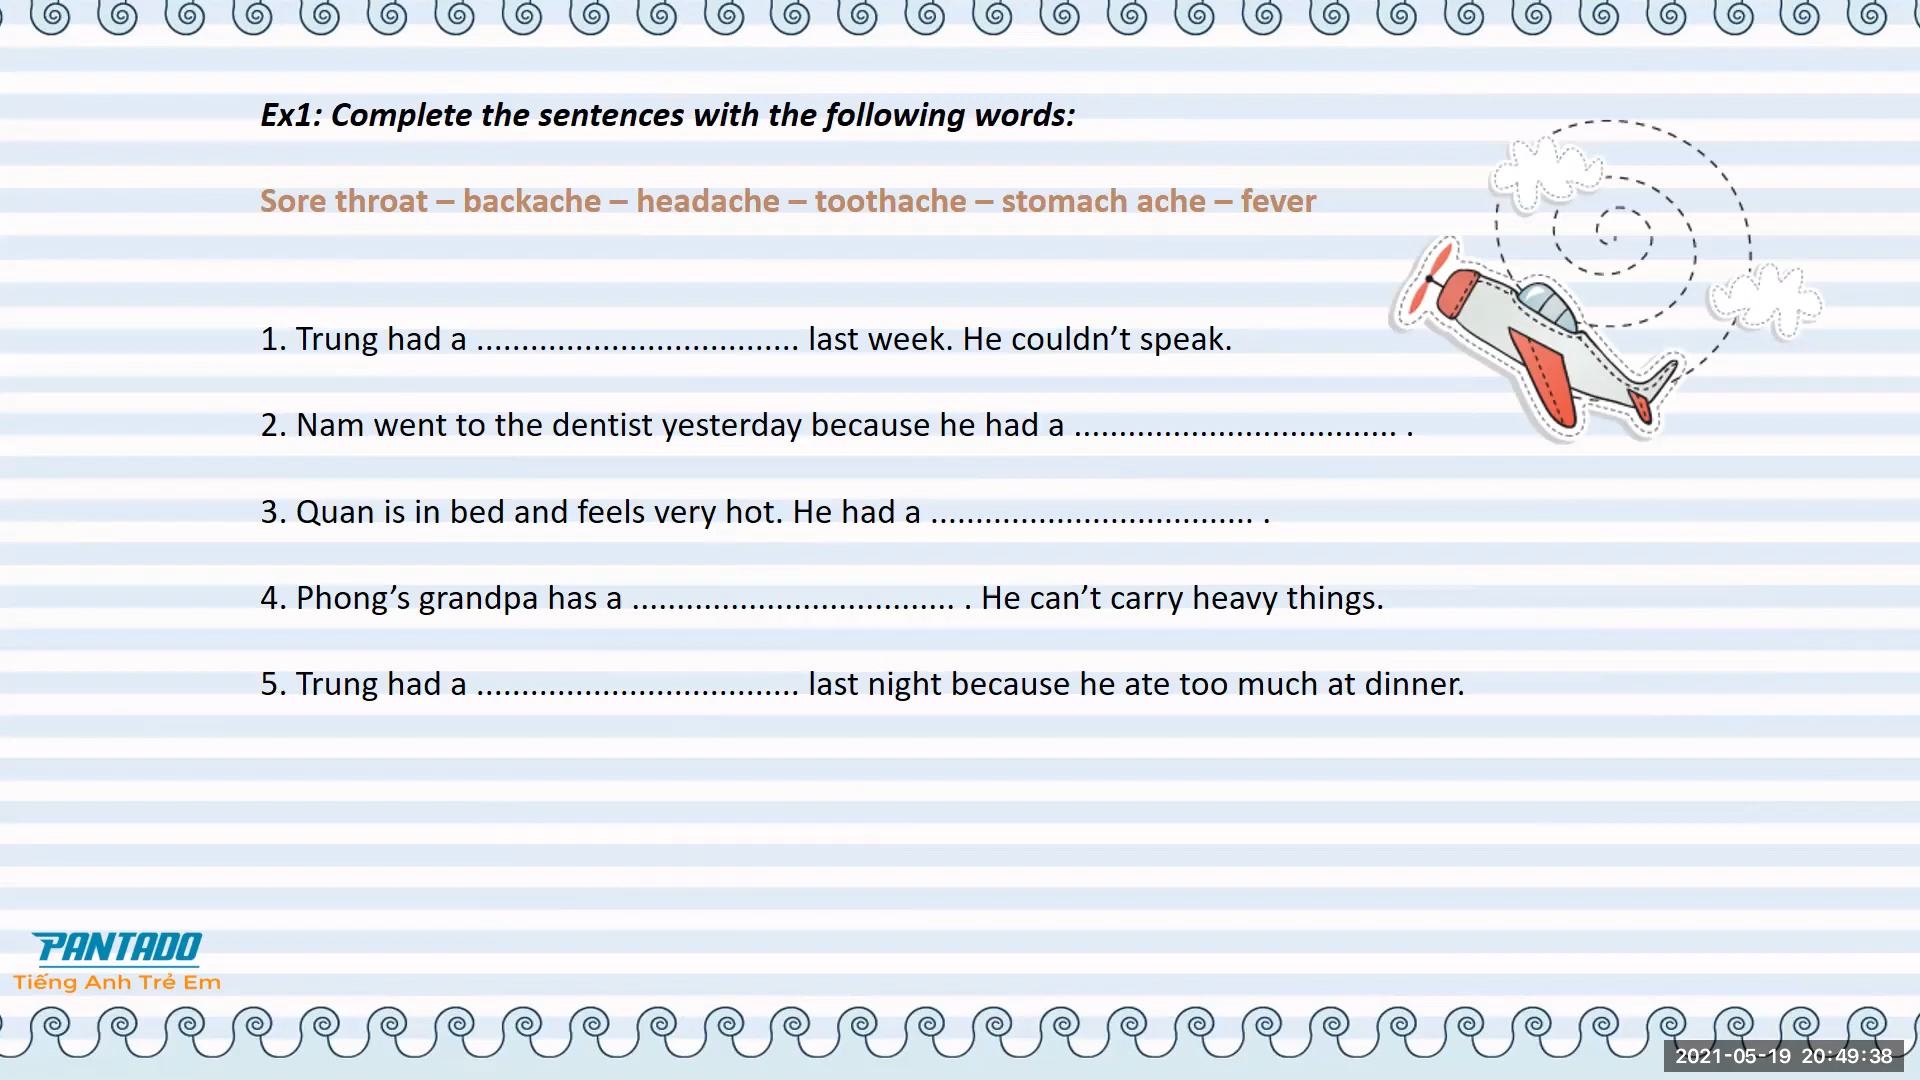 Ex1: Complete the sentences with the following words:
Sore throat – backache – headache – toothache – stomach ache – fever
1. Trung had a .................................... last week. He couldn’t speak.
2. Nam went to the dentist yesterday because he had a .................................... .
3. Quan is in bed and feels very hot. He had a .................................... .
4. Phong’s grandpa has a .................................... . He can’t carry heavy things.
5. Trung had a .................................... last night because he ate too much at dinner.
PANTADO
Tiếng Anh Trẻ Em
2021-05-19 20:49:38